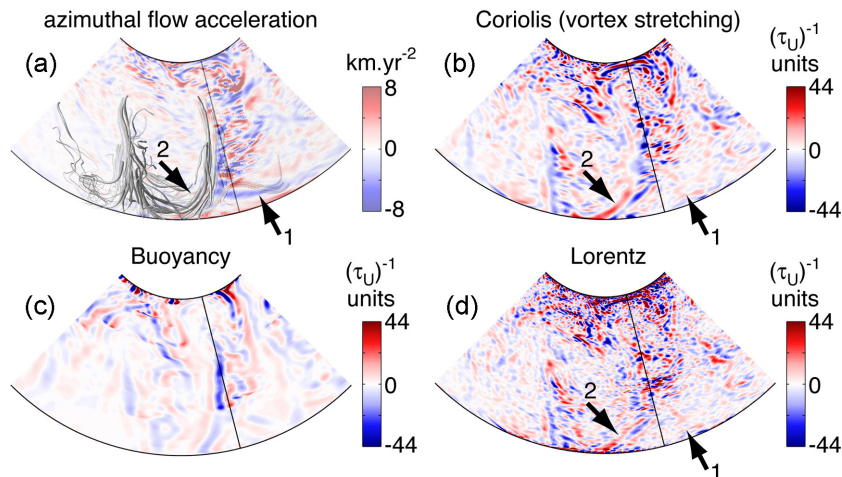 azimuthal flow acceleration
(a)
km.yr-2
8
0
-8
2
1
Coriolis (vortex stretching)
(b)
(τU)-1
units
44
0
-44
2
1
Buoyancy
(c)
(τU)-1
units
44
0
-44
Lorentz
(d)
(τU)-1
units
44
0
-44
2
1